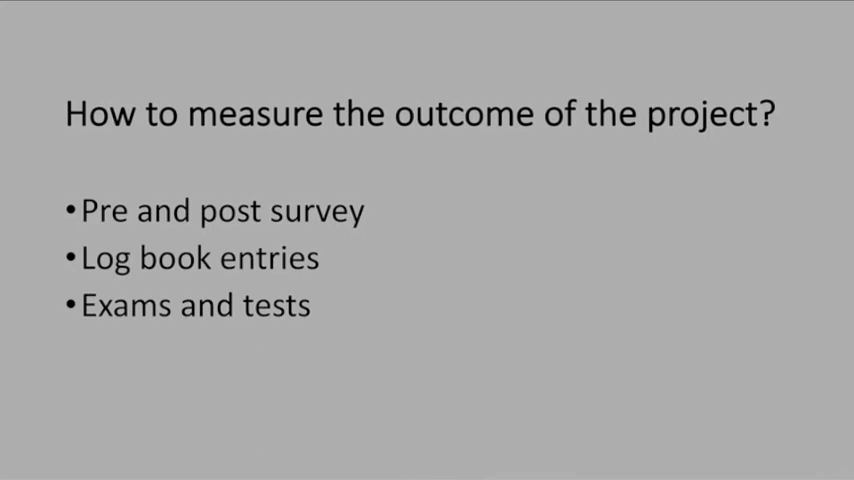 How to measure the outcome of the project?
•Pre and post survey
•Log book entries
•Exams and tests